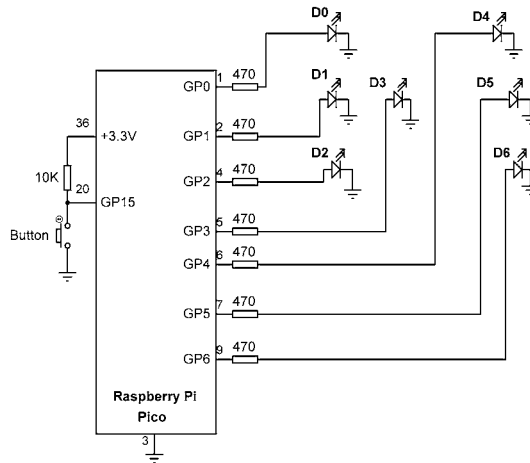 D0
D4
1 470
GP0
D1
D3
D5
2 470
GP1
36
+3.3V
D2
D6
4 470
GP2
10K
20
GP15
5 470
GP3
Button
6 470
GP4
7 470
GP5
9 470
GP6
Raspberry Pi
Pico
3